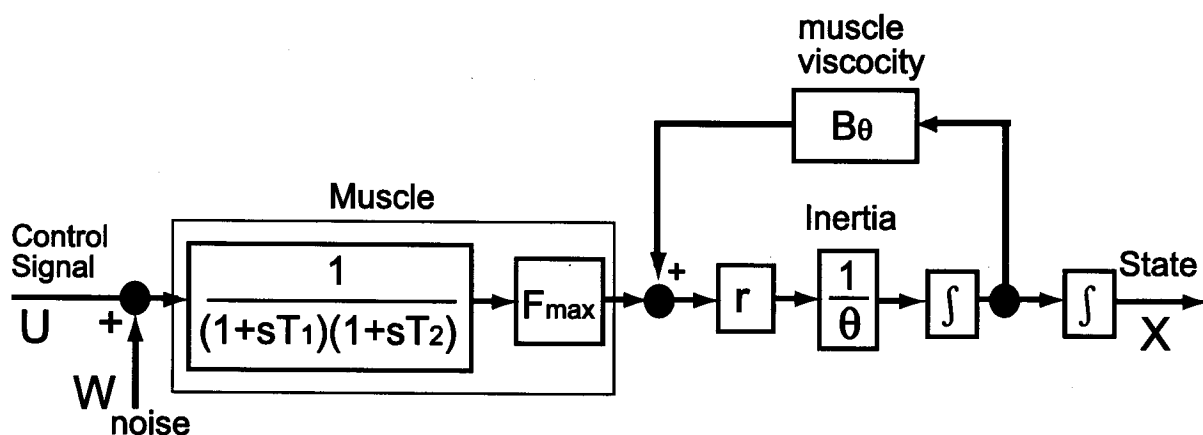 muscle
viscocity
Bθ
Muscle
Inertia
Control
Signal
U
+
W
noise
1
(1+sT1)(1+sT2)
Fmax
+
r
1
θ
∫
∫
State
X